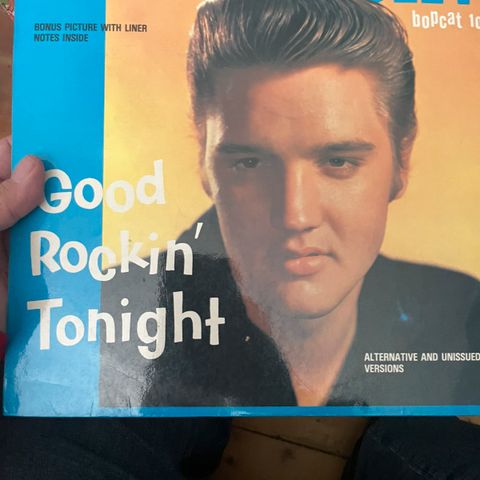 bopcat 10
BONUS PICTURE WITH LINER
NOTES INSIDE
Good
Rockin'
Tonight
ALTERNATIVE AND UNISSUED
VERSIONS